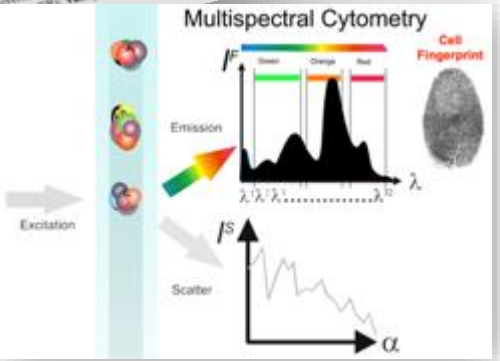 Multispectral Cytometry
I^F
Cell
Fingerprint
Green
Orange
Red
Emission
λ
Excitation
I^S
Scatter
α